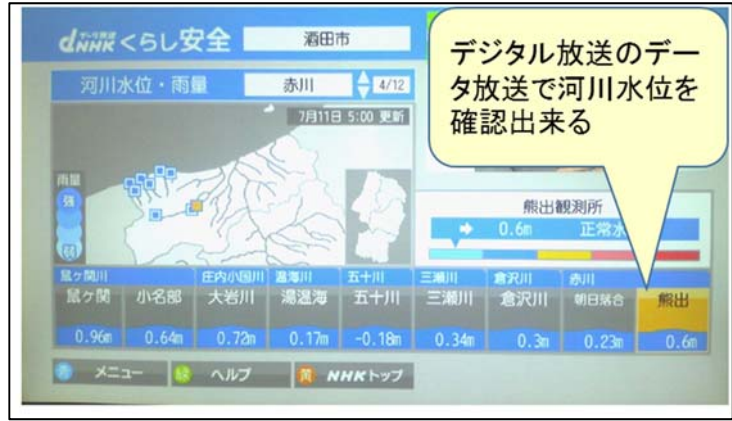 データ放送
dNHK くらし安全 酒田市
河川水位・雨量 赤川 4/12
7月11日 5:00 更新
雨量
強
弱
デジタル放送のデー
タ放送で河川水位を
確認出来る
熊出観測所
0.6m 正常水
鼠ヶ関川 庄内小国川 温海川 五十川 三瀬川 倉沢川 赤川
鼠ヶ関 小名部 大岩川 湯温海 五十川 三瀬川 倉沢川 朝日落合 熊出
0.96m 0.64m 0.72m 0.17m -0.18m 0.34m 0.3m 0.23m 0.6m
青 メニュー 緑 ヘルプ 黄 NHKトップ